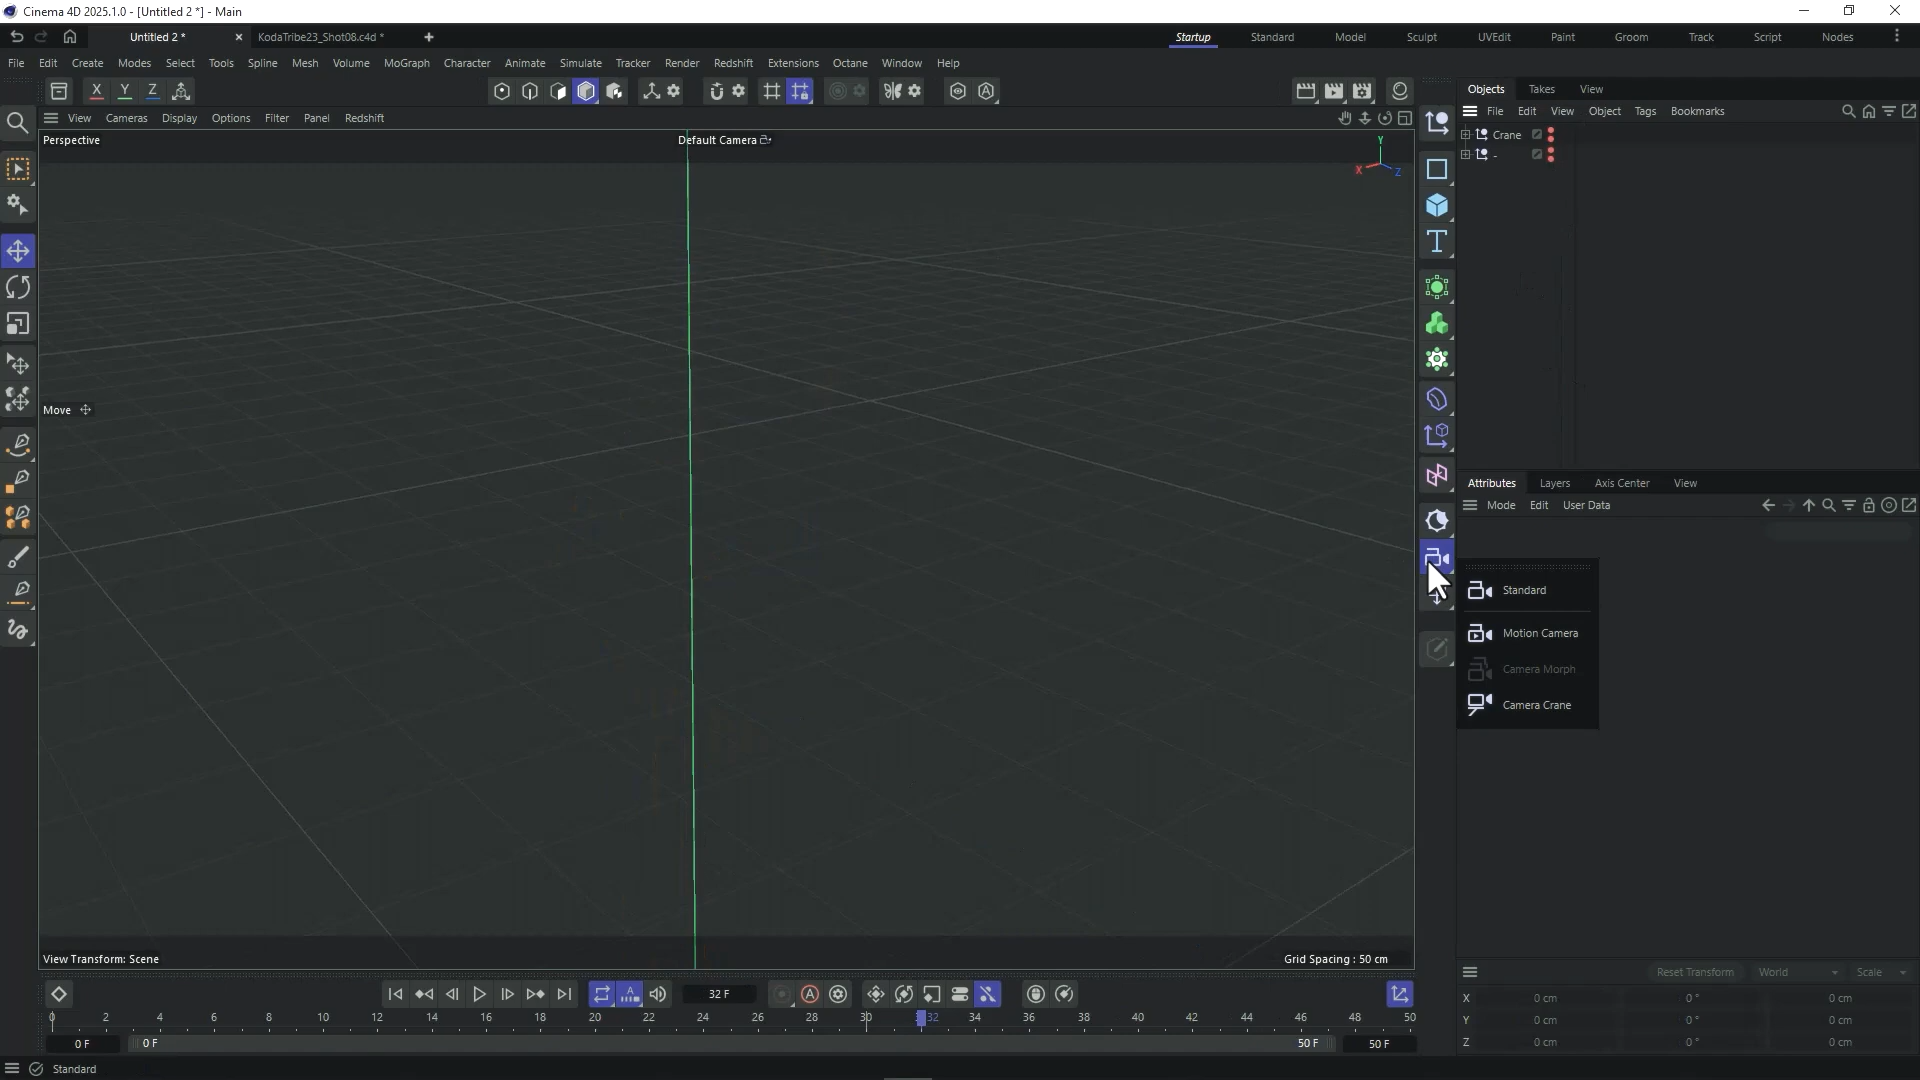 Cinema 4D 2025.1.0 - [Untitled 2 *] - Main
Untitled 2 * KodaTribe23_Shot08.c4d *
Startup Standard Model Sculpt UVEdit Paint Groom Track Script Nodes
File Edit Create Modes Select Tools Spline Mesh Volume MoGraph Character Animate Simulate Tracker Render Redshift Extensions Octane Window Help
X Y Z
View Cameras Display Options Filter Panel Redshift
Perspective
Default Camera
Y
X
Z
Move
View Transform: Scene
Grid Spacing : 50 cm
Objects Takes View
File Edit View Object Tags Bookmarks
Crane
-
Attributes Layers Axis Center View
Mode Edit User Data
Standard
Motion Camera
Camera Morph
Camera Crane
Reset Transform World Scale
X 0 cm 0 ° 0 cm
Y 0 cm 0 ° 0 cm
Z 0 cm 0 ° 0 cm
32 F
0 2 4 6 8 10 12 14 16 18 20 22 24 26 28 30 32 34 36 38 40 42 44 46 48 50
0 F 0 F 50 F 50 F
Standard